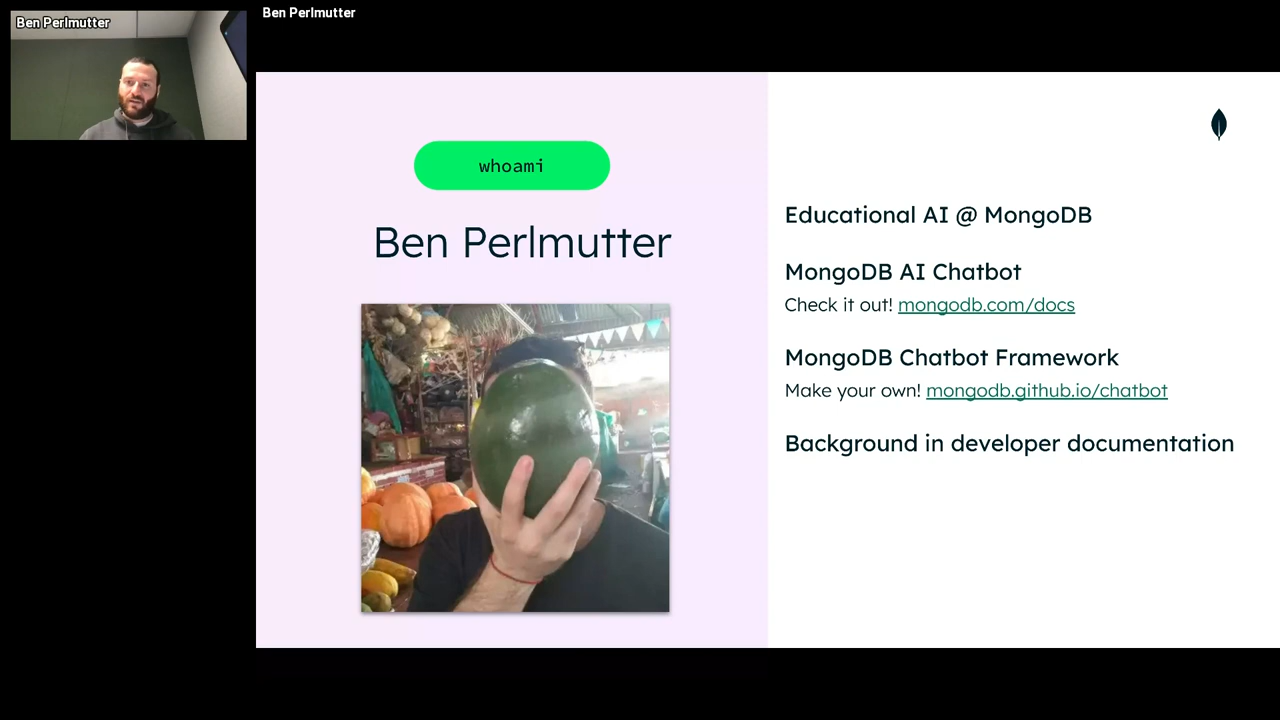 Ben Perlmutter
Ben Perlmutter
whoami
Ben Perlmutter
Educational AI @ MongoDB
MongoDB AI Chatbot
Check it out! mongodb.com/docs
MongoDB Chatbot Framework
Make your own! mongodb.github.io/chatbot
Background in developer documentation